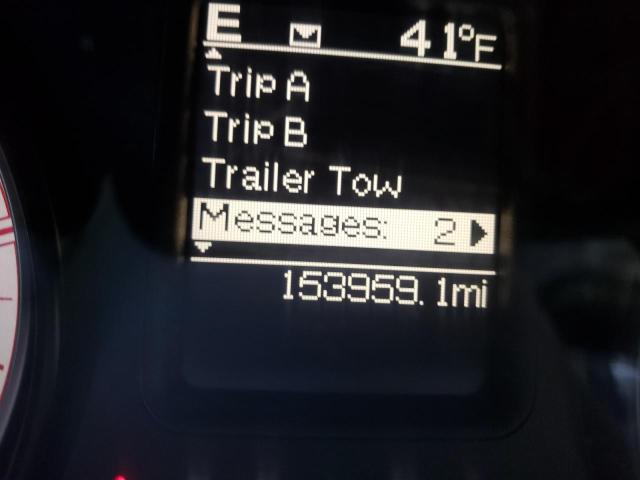 E 41°F
Trip A
Trip B
Trailer Tow
Messages: 2
153959.1mi